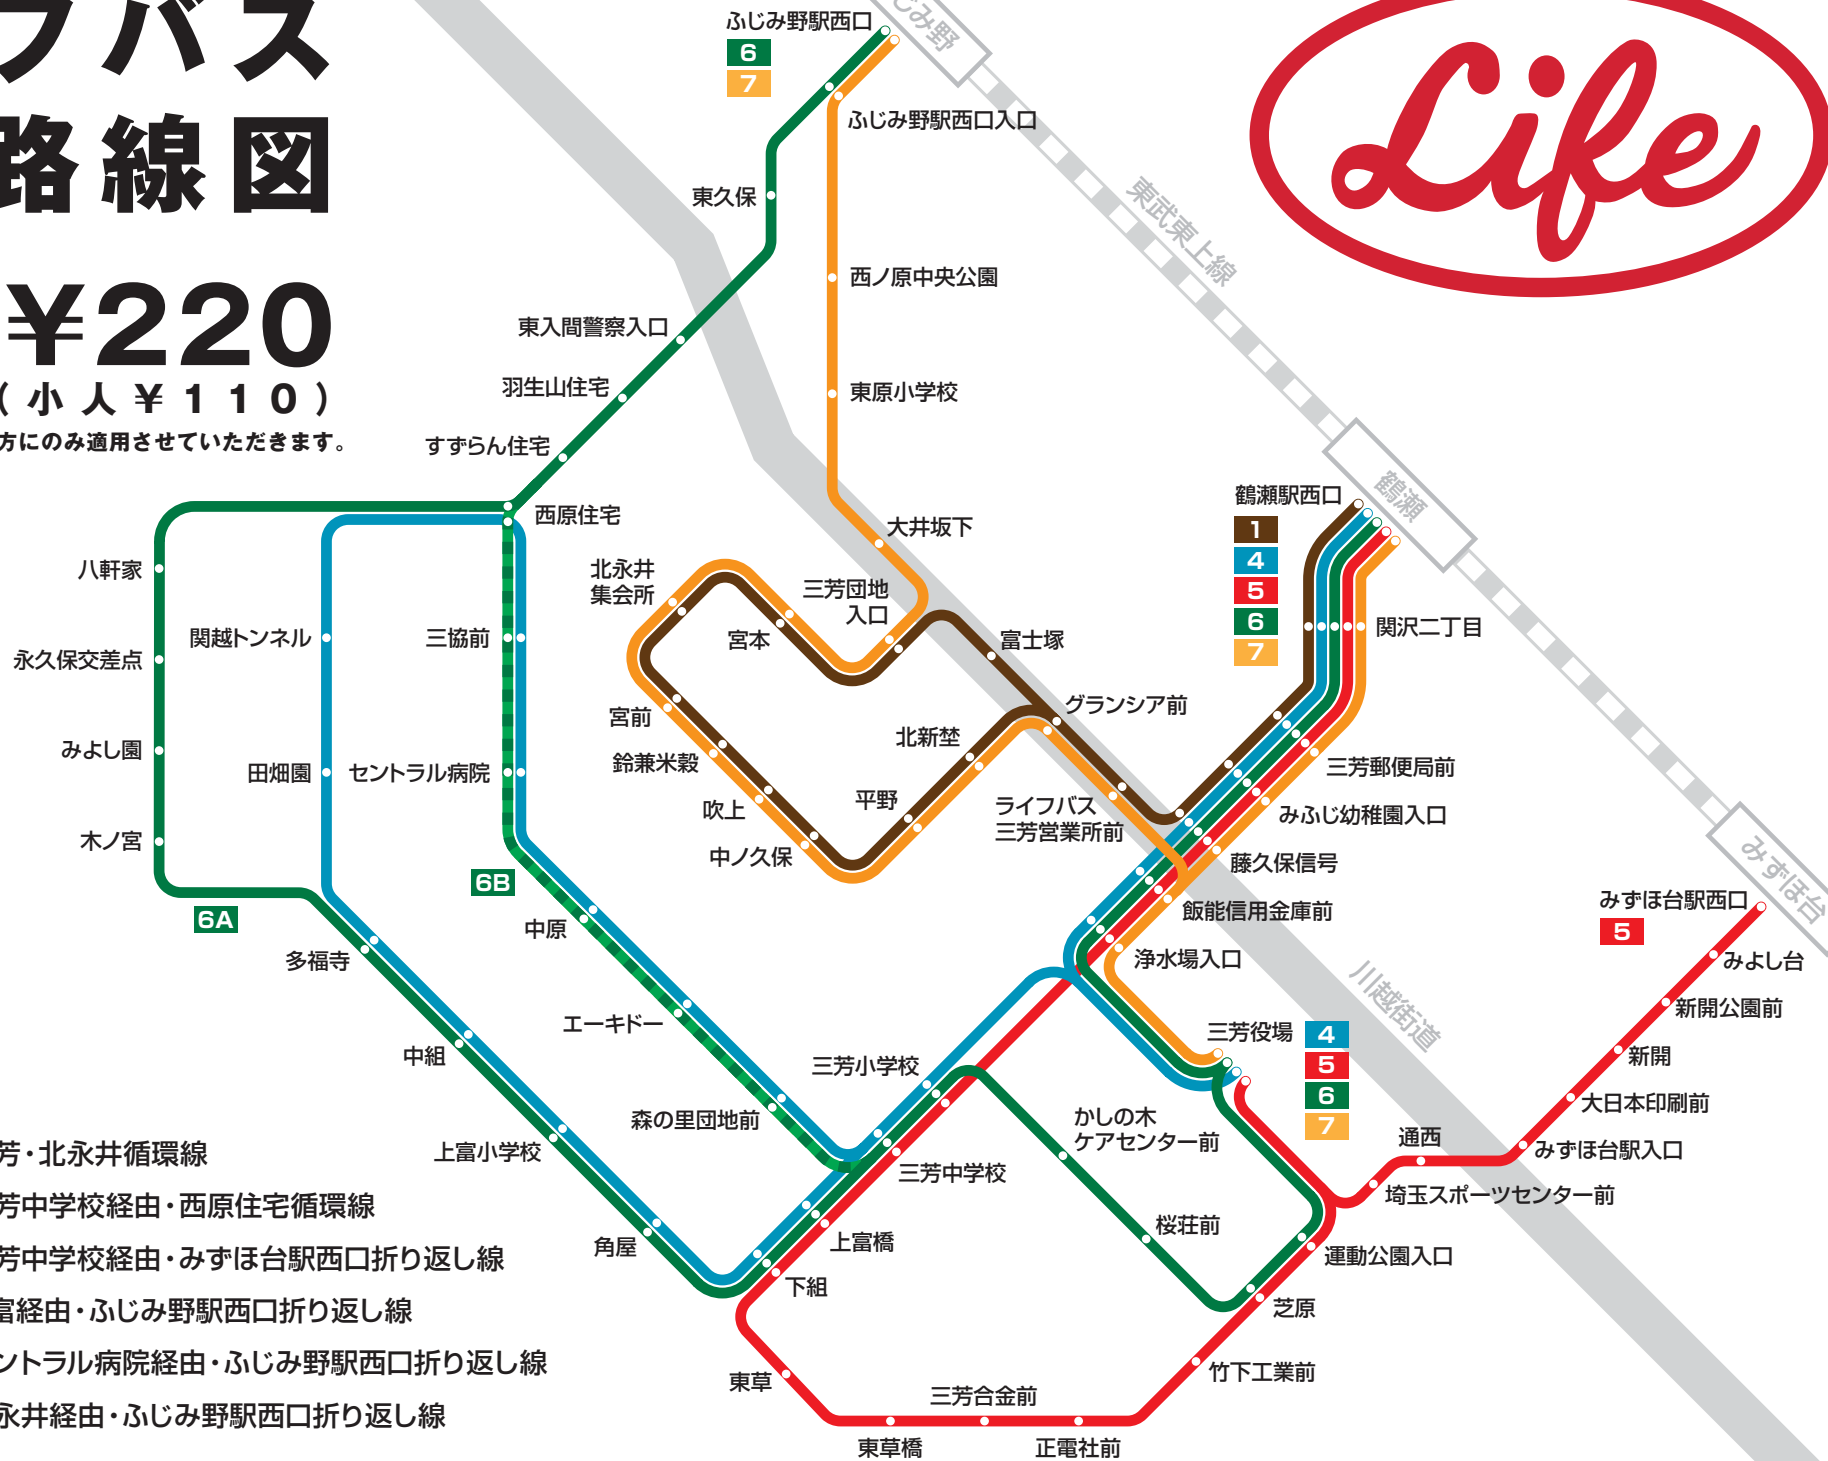 フバス
路線図
¥220
(小人¥110)
方にのみ適用させていただきます。
ふじみ野駅西口
6
7
じみ野
Life
ふじみ野駅西口入口
東久保
東武東上線
西ノ原中央公園
東入間警察入口
羽生山住宅
東原小学校
すずらん住宅
西原住宅
大井坂下
鶴瀬駅西口
1
4
5
6
7
鶴瀬
八軒家
北永井
集会所
三芳団地
入口
関越トンネル
三協前
宮本
富士塚
関沢二丁目
永久保交差点
宮前
グランシア前
みよし園
田畑園
セントラル病院
鈴兼米穀
北新埜
三芳郵便局前
吹上
平野
ライフバス
三芳営業所前
みふじ幼稚園入口
木ノ宮
中ノ久保
藤久保信号
みずほ台
6B
6A
中原
飯能信用金庫前
みずほ台駅西口
5
多福寺
浄水場入口
みよし台
川越街道
新開公園前
エーキドー
三芳役場
4
5
6
7
中組
新開
三芳小学校
大日本印刷前
森の里団地前
かしの木
ケアセンター前
通西
みずほ台駅入口
上富小学校
三芳中学校
埼玉スポーツセンター前
芳・北永井循環線
芳中学校経由・西原住宅循環線
桜荘前
角屋
上富橋
運動公園入口
芳中学校経由・みずほ台駅西口折り返し線
下組
芝原
富経由・ふじみ野駅西口折り返し線
ントラル病院経由・ふじみ野駅西口折り返し線
東草
竹下工業前
三芳合金前
永井経由・ふじみ野駅西口折り返し線
東草橋
正電社前